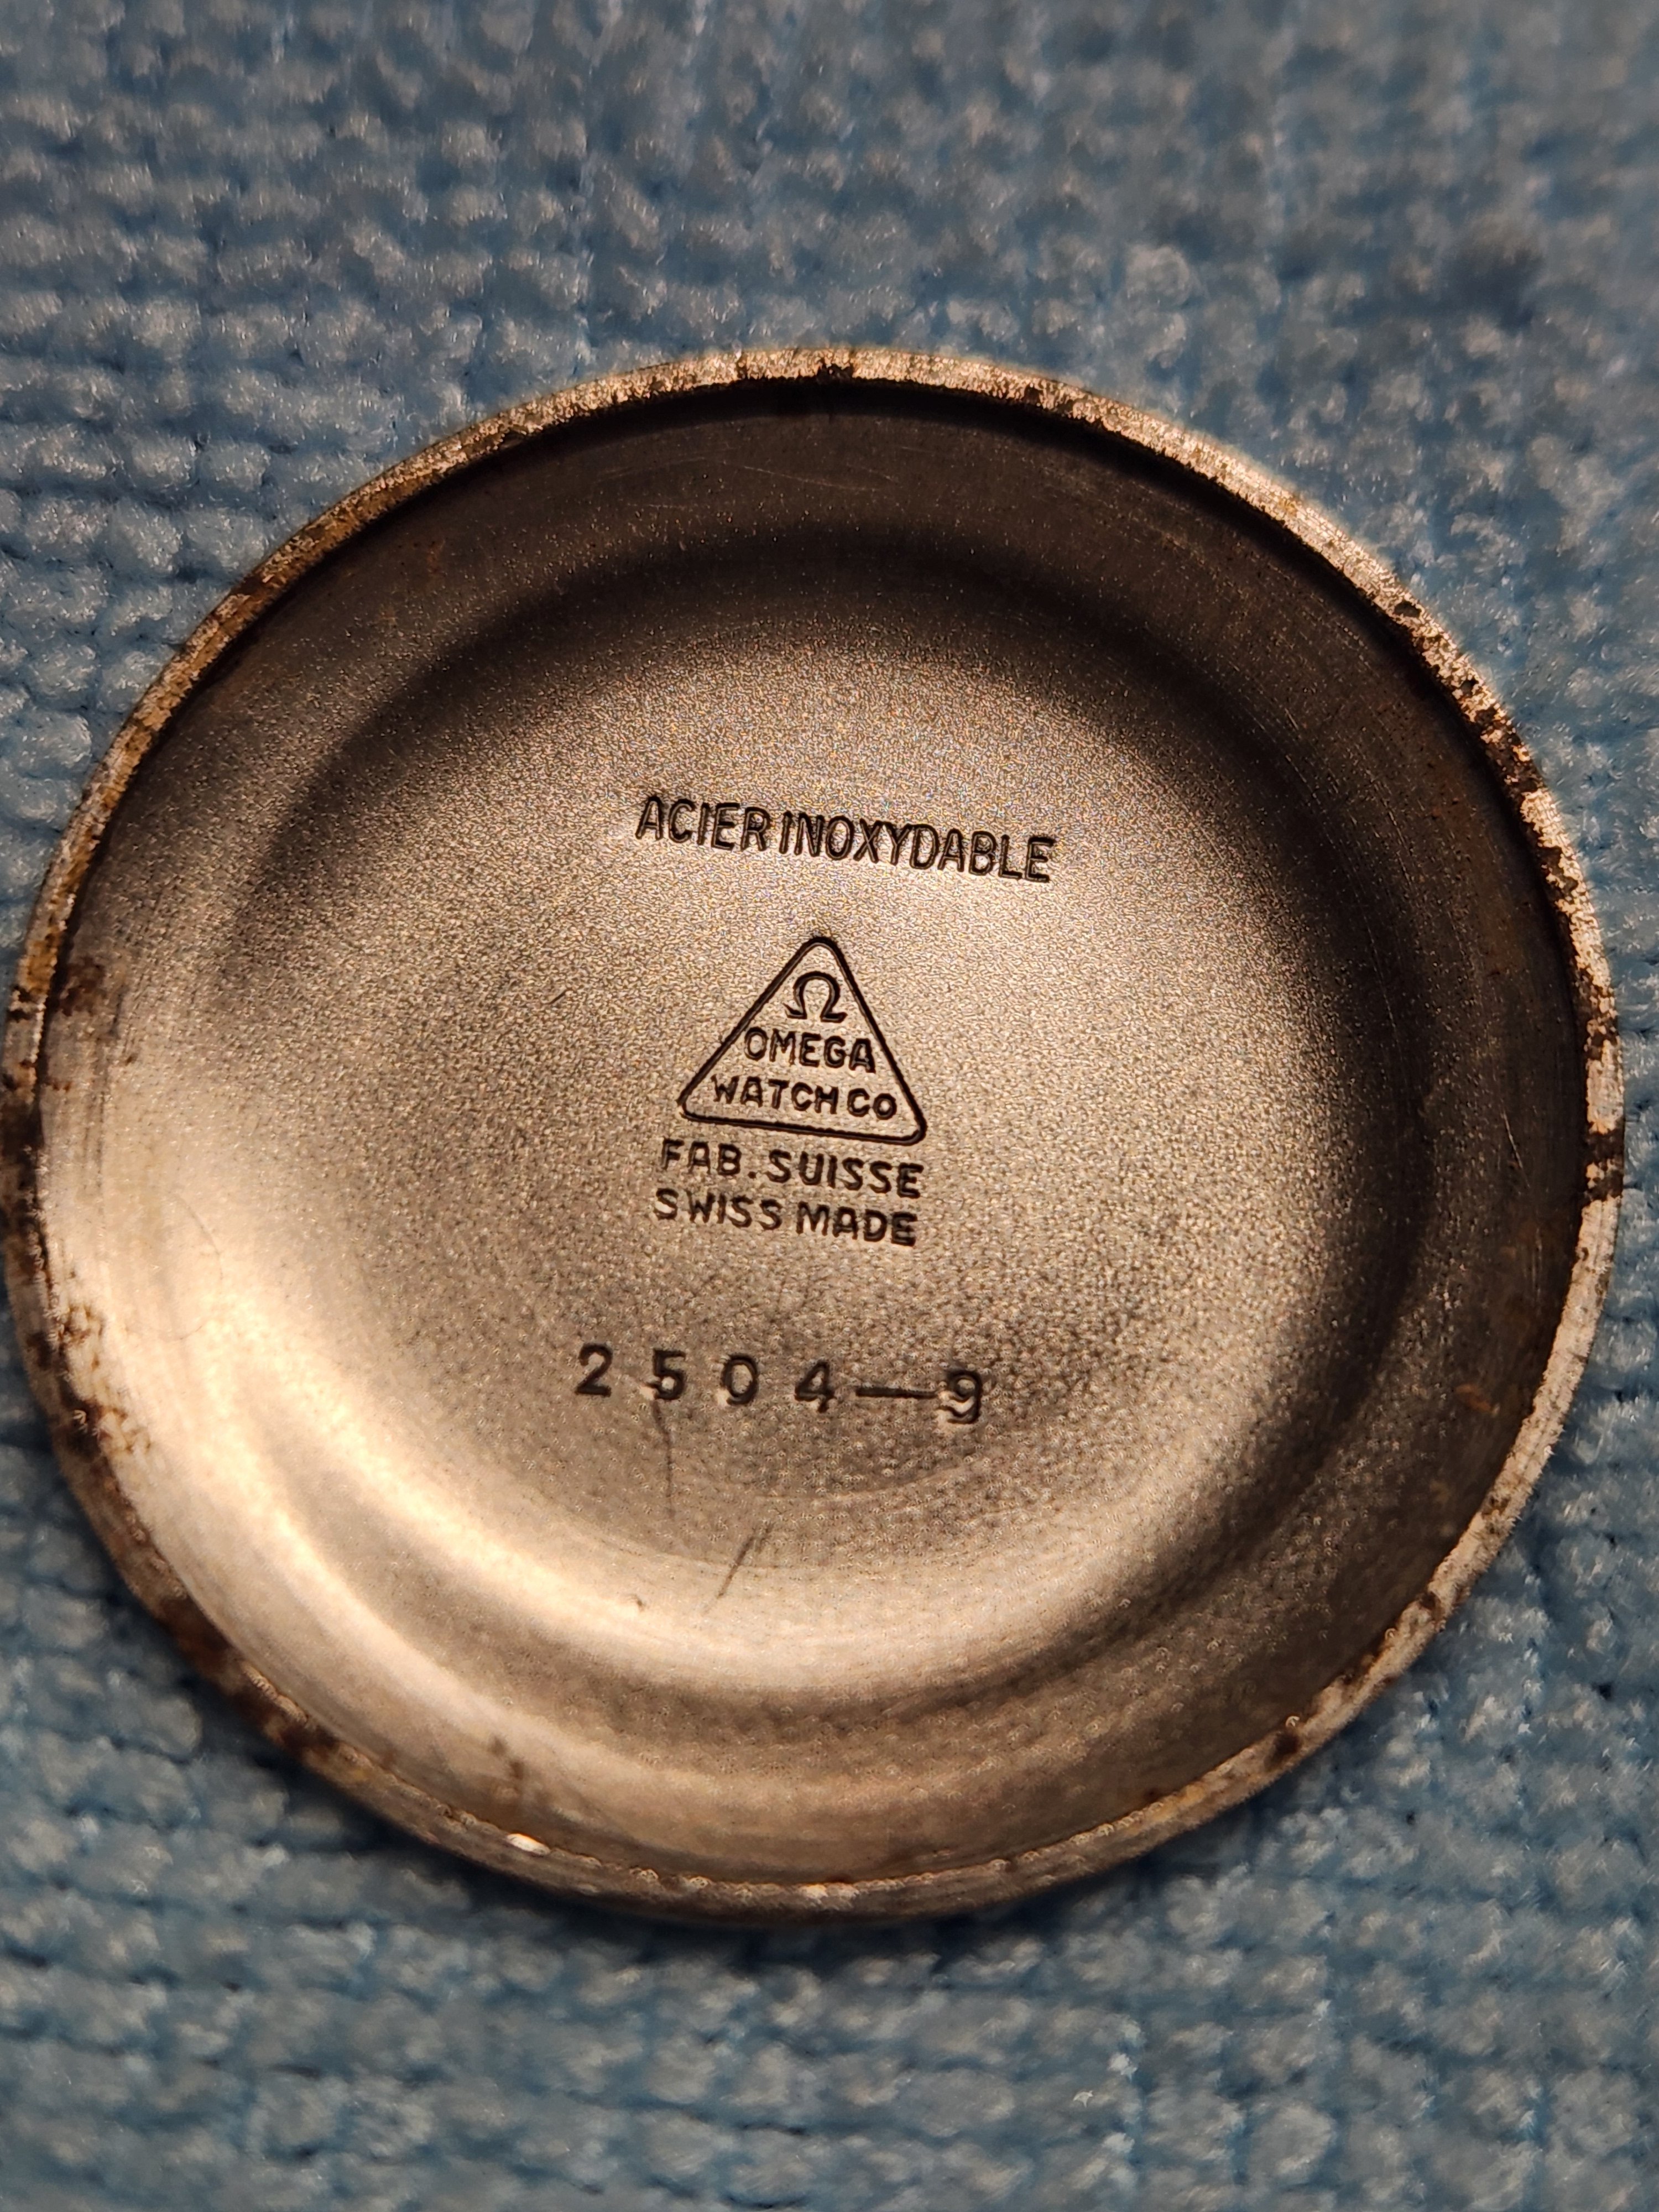 ACIER INOXYDABLE
Ω
OMEGA
WATCH CO
FAB. SUISSE
SWISS MADE
2504—9